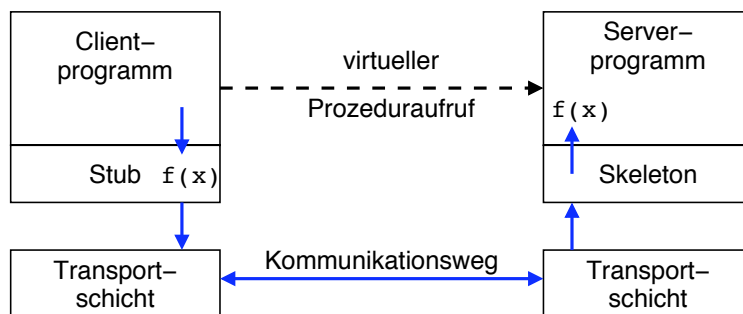 Client–
programm
virtueller
Prozeduraufruf
Server–
programm
f(x)
Stub f(x)
Skeleton
Transport–
schicht
Kommunikationsweg
Transport–
schicht